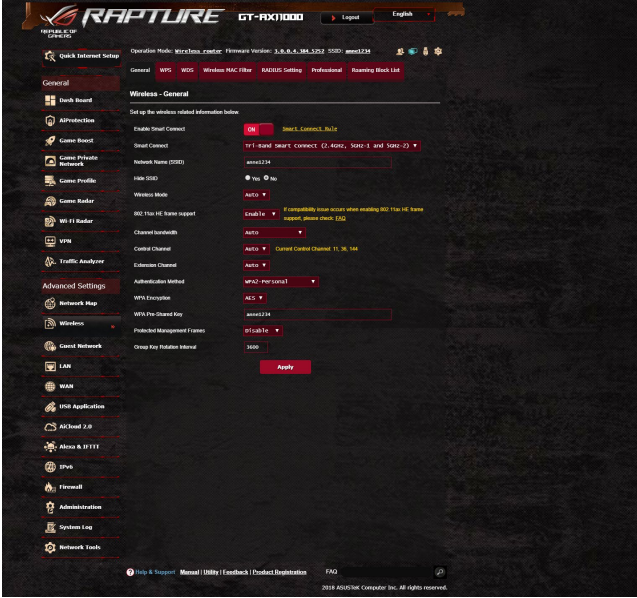 REPUBLIC OF
GAMERS
RAPTURE GT-AX11000 Logout English
Operation Mode: Wireless router Firmware Version: 3.0.0.4.384_5252 SSID: anne1234
Quick Internet Setup
General WPS WDS Wireless MAC Filter RADIUS Setting Professional Roaming Block List
General
Dash Board
AiProtection
Game Boost
Game Private
Network
Game Profile
Game Radar
Wi-Fi Radar
VPN
Traffic Analyzer
Advanced Settings
Network Map
Wireless
Guest Network
LAN
WAN
USB Application
AiCloud 2.0
Alexa & IFTTT
IPv6
Firewall
Administration
System Log
Network Tools
Wireless - General
Set up the wireless related information below.
Enable Smart Connect ON Smart Connect Rule
Smart Connect Tri-Band Smart Connect (2.4GHz, 5GHz-1 and 5GHz-2)
Network Name (SSID) anne1234
Hide SSID Yes No
Wireless Mode Auto
802.11ax HE frame support Enable If compatibility issue occurs when enabling 802.11ax HE frame
support, please check: FAQ
Channel bandwidth Auto
Control Channel Auto Current Control Channel: 11, 36, 144
Extension Channel Auto
Authentication Method WPA2-Personal
WPA Encryption AES
WPA Pre-Shared Key anne1234
Protected Management Frames Disable
Group Key Rotation Interval 3600
Apply
Help & Support Manual | Utility | Feedback | Product Registration FAQ
2018 ASUSTeK Computer Inc. All rights reserved.